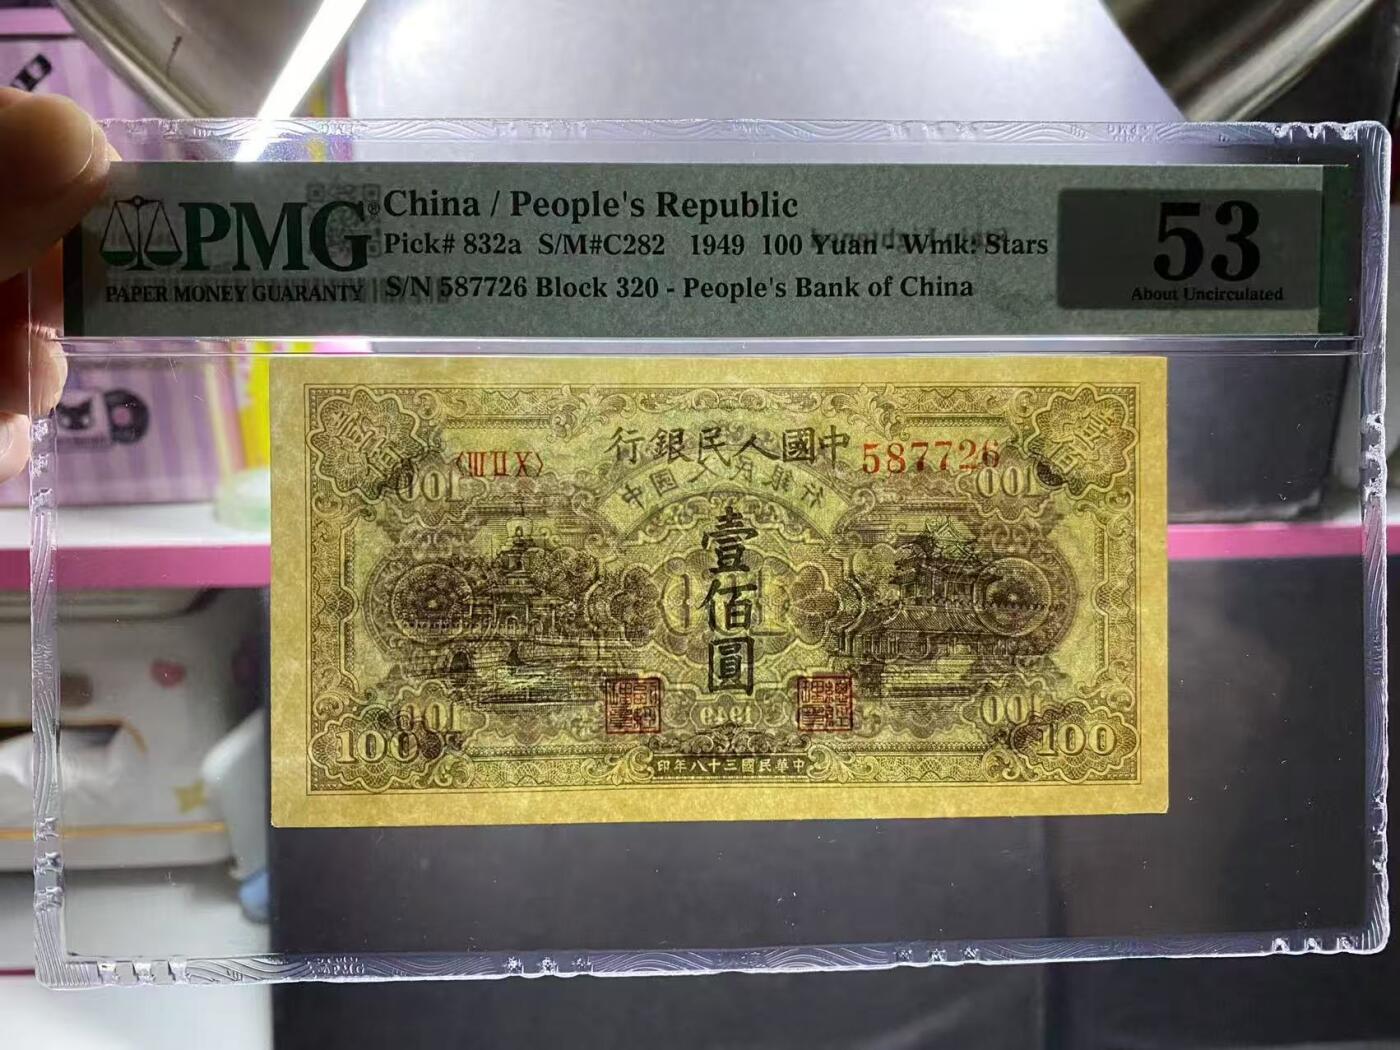 PMG
PAPER MONEY GUARANTY
China / People's Republic
Pick# 832a S/M#C282 1949 100 Yuan - Wmk: Stars
S/N 587726 Block 320 - People's Bank of China
53
About Uncirculated
行銀民人國中
〈III II X〉
587726
壹佰圓
100
100
印年八十三國民華中